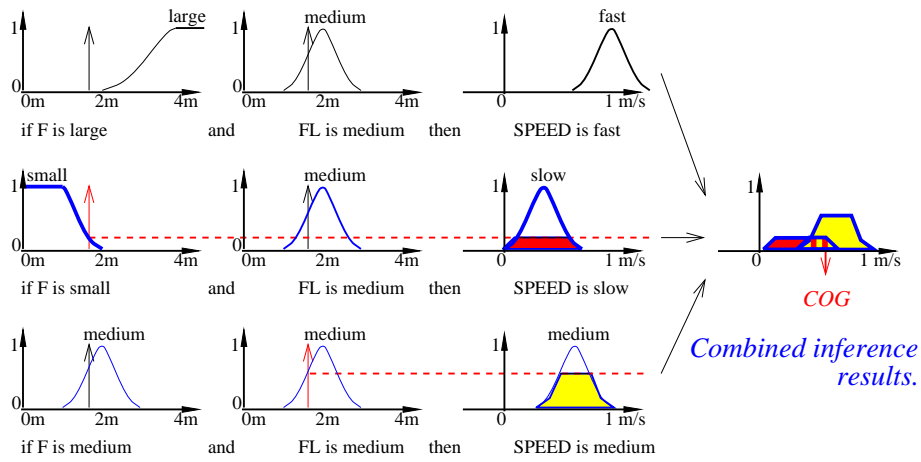 large medium fast
1 1 1
0 0
0m 2m 4m 0m 2m 4m 0 1 m/s
if F is large and FL is medium then SPEED is fast
small medium slow
1 1 1 1
0 0
0m 2m 4m 0m 2m 4m 0 1 m/s 0 1 m/s
if F is small and FL is medium then SPEED is slow
COG
medium medium medium
Combined inference
results.
1 1 1
0 0
0m 2m 4m 0m 2m 4m 0 1 m/s
if F is medium and FL is medium then SPEED is medium